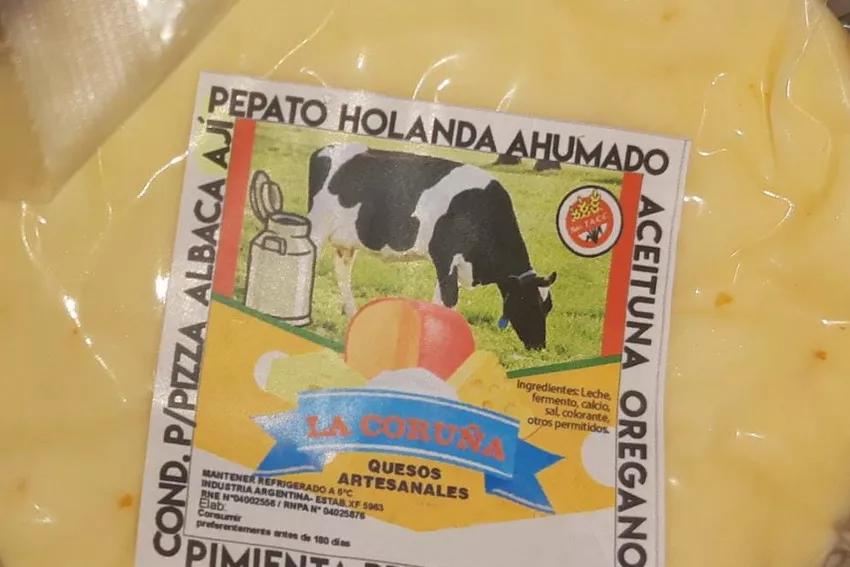 PEPATO HOLANDA AHUMADO
ACEITUNA OREGANO
COND. P/PIZZA ALBACA AJÍ
Sin T.A.C.C.
Ingredientes: Leche,
fermento, calcio,
sal, colorante,
otros permitidos.
LA CORUÑA
QUESOS
ARTESANALES
MANTENER REFRIGERADO A 5°C
INDUSTRIA ARGENTINA- ESTAB.XF 5963
RNE N°04002556 / RNPA N° 04025876
Elab:
Consumir
preferentemente antes de 180 días
PIMIENTA